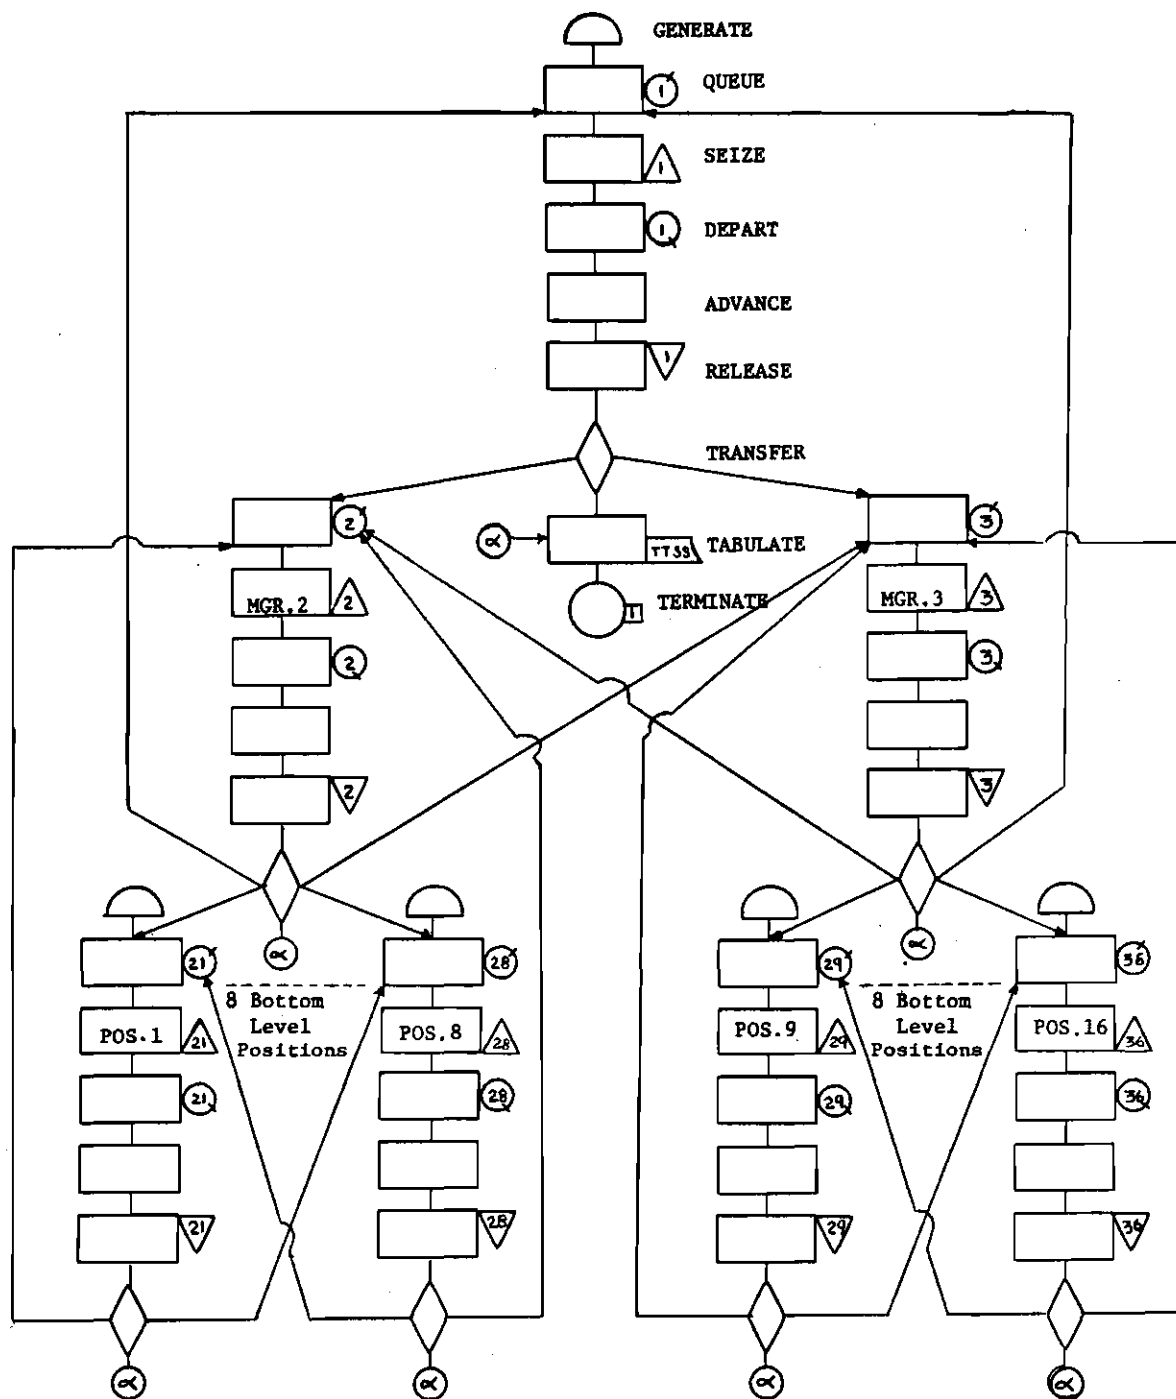 GENERATE
1 QUEUE
1 SEIZE
1 DEPART
ADVANCE
1 RELEASE
TRANSFER
2
3
α TT33 TABULATE
MGR.2 2
1 TERMINATE
MGR.3 3
2
3
2
3
α
α
21
28
29
36
8 Bottom
Level
Positions
8 Bottom
Level
Positions
POS.1 21
POS.8 28
POS.9 29
POS.16 36
21
28
29
36
21
28
29
36
α
α
α
α